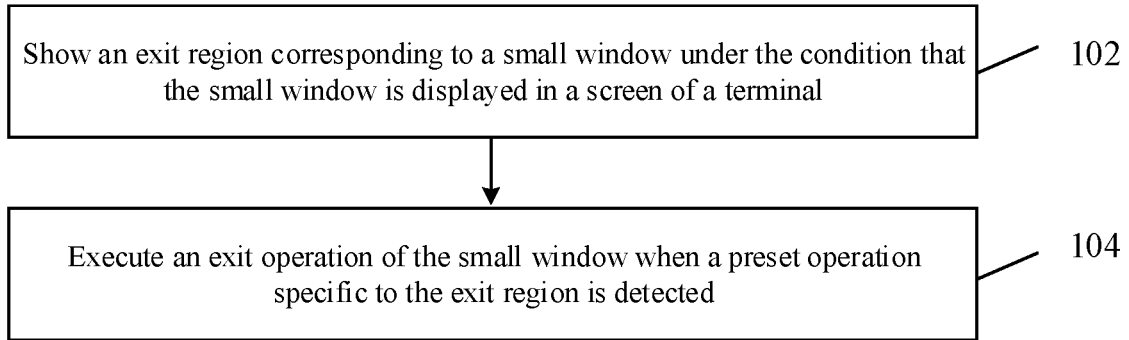 Show an exit region corresponding to a small window under the condition that
the small window is displayed in a screen of a terminal
102
Execute an exit operation of the small window when a preset operation
specific to the exit region is detected
104